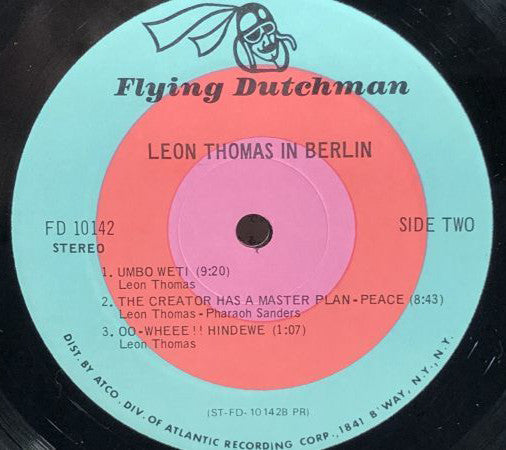 Flying Dutchman
LEON THOMAS IN BERLIN
FD 10142
STEREO
SIDE TWO
1. UMBO WETI (9:20)
Leon Thomas
2. THE CREATOR HAS A MASTER PLAN - PEACE (8:43)
Leon Thomas - Pharaoh Sanders
3. OO-WHEEE!! HINDEWE (1:07)
Leon Thomas
(ST-FD-10142B PR)
DIST. BY ATCO. DIV. OF ATLANTIC RECORDING CORP., 1841 B'WAY, N.Y., N.Y.